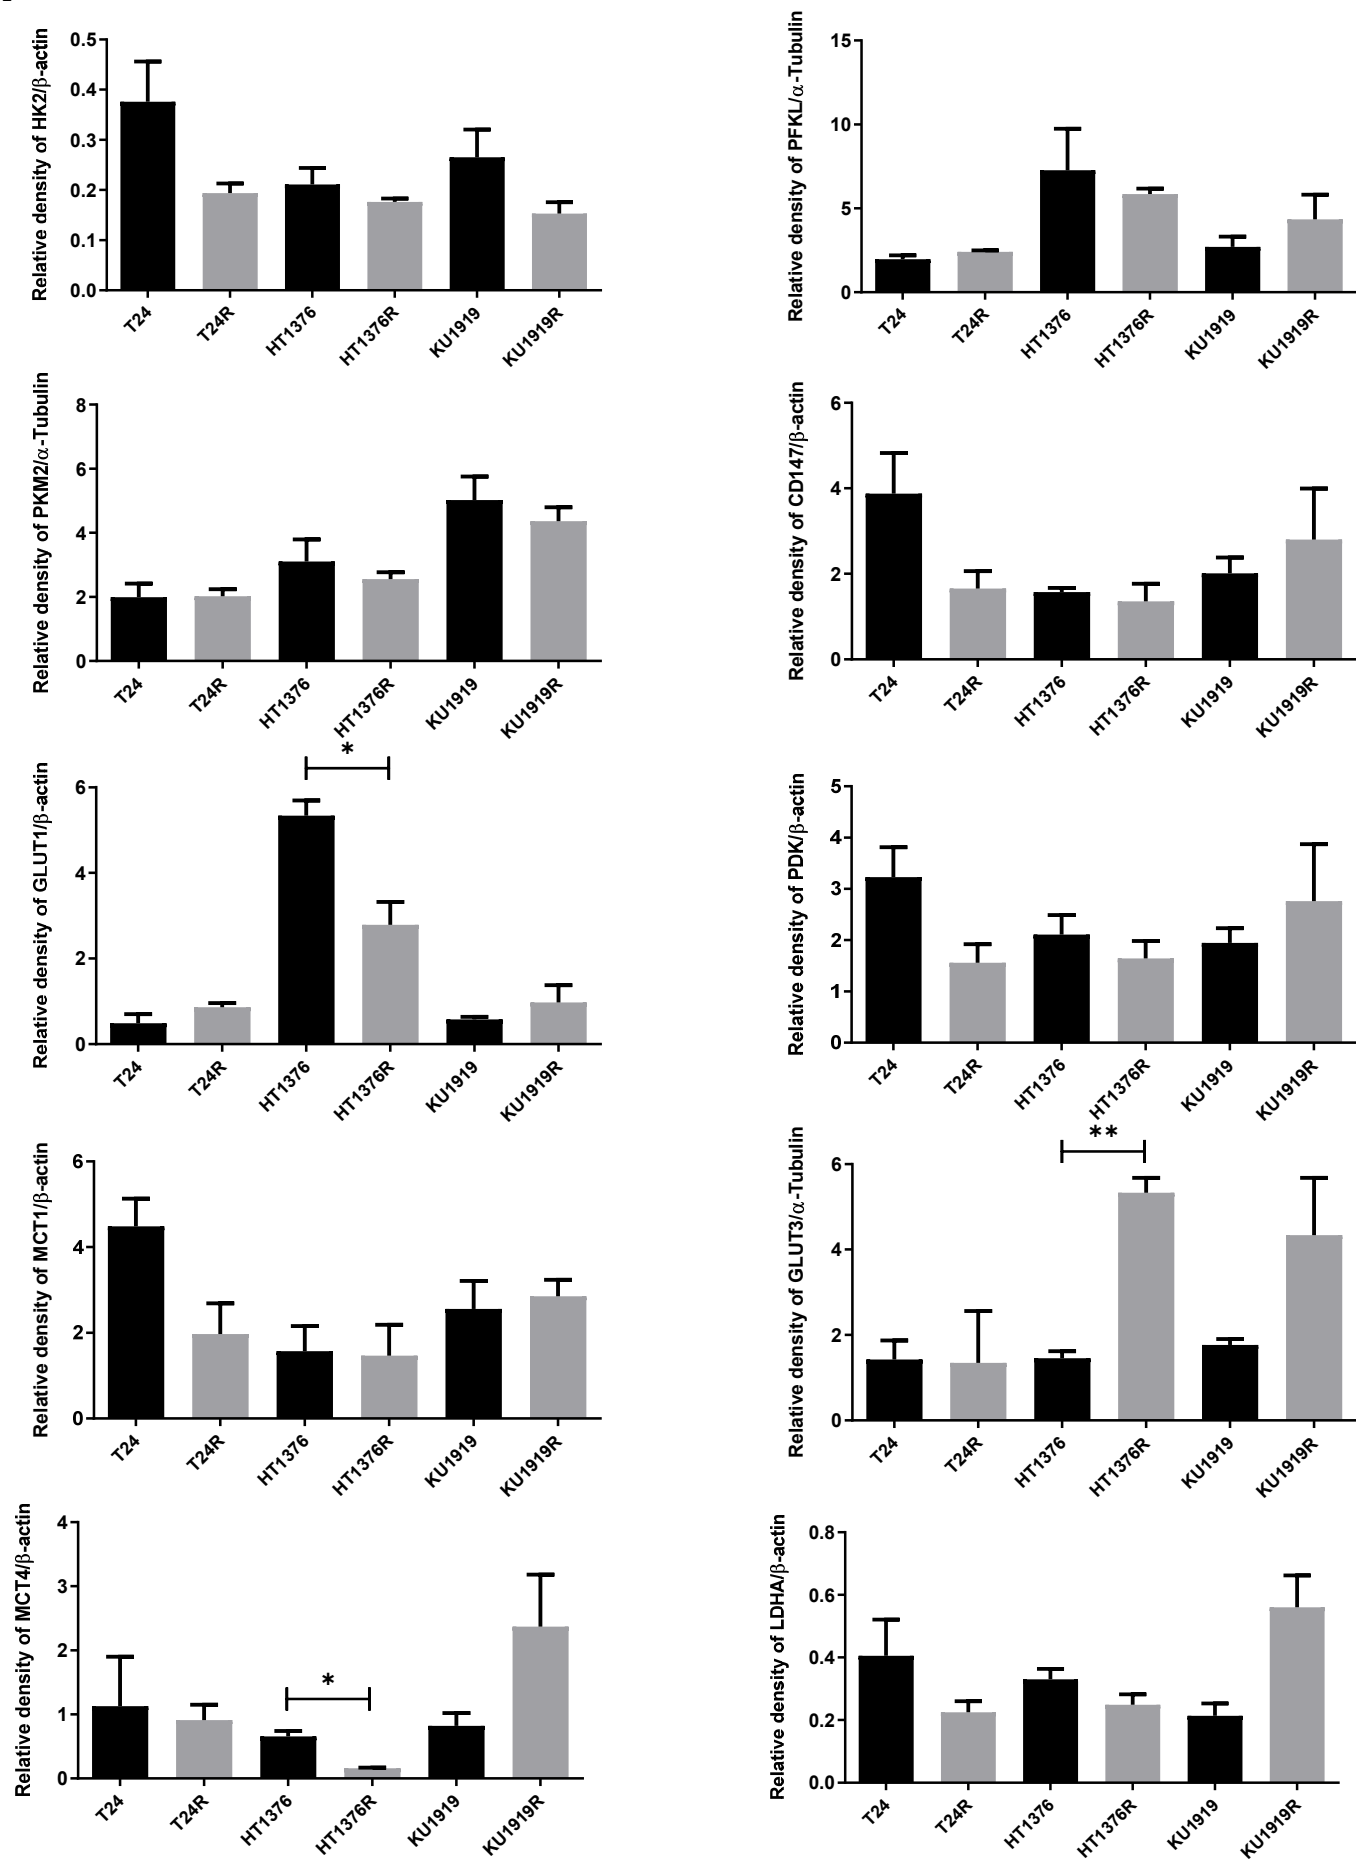 Relative density of HK2/β-actin
0.5
0.4
0.3
0.2
0.1
0.0
T24
T24R
HT1376
HT1376R
KU1919
KU1919R
Relative density of PFKL/α-Tubulin
15
10
5
0
T24
T24R
HT1376
HT1376R
KU1919
KU1919R
Relative density of PKM2/α-Tubulin
8
6
4
2
0
T24
T24R
HT1376
HT1376R
KU1919
KU1919R
Relative density of CD147/β-actin
6
4
2
0
T24
T24R
HT1376
HT1376R
KU1919
KU1919R
Relative density of GLUT1/β-actin
*
6
4
2
0
T24
T24R
HT1376
HT1376R
KU1919
KU1919R
Relative density of PDK/β-actin
5
4
3
2
1
0
T24
T24R
HT1376
HT1376R
KU1919
KU1919R
Relative density of MCT1/β-actin
6
4
2
0
T24
T24R
HT1376
HT1376R
KU1919
KU1919R
Relative density of GLUT3/α-Tubulin
**
6
4
2
0
T24
T24R
HT1376
HT1376R
KU1919
KU1919R
Relative density of MCT4/β-actin
4
3
2
1
0
*
T24
T24R
HT1376
HT1376R
KU1919
KU1919R
Relative density of LDHA/β-actin
0.8
0.6
0.4
0.2
0.0
T24
T24R
HT1376
HT1376R
KU1919
KU1919R